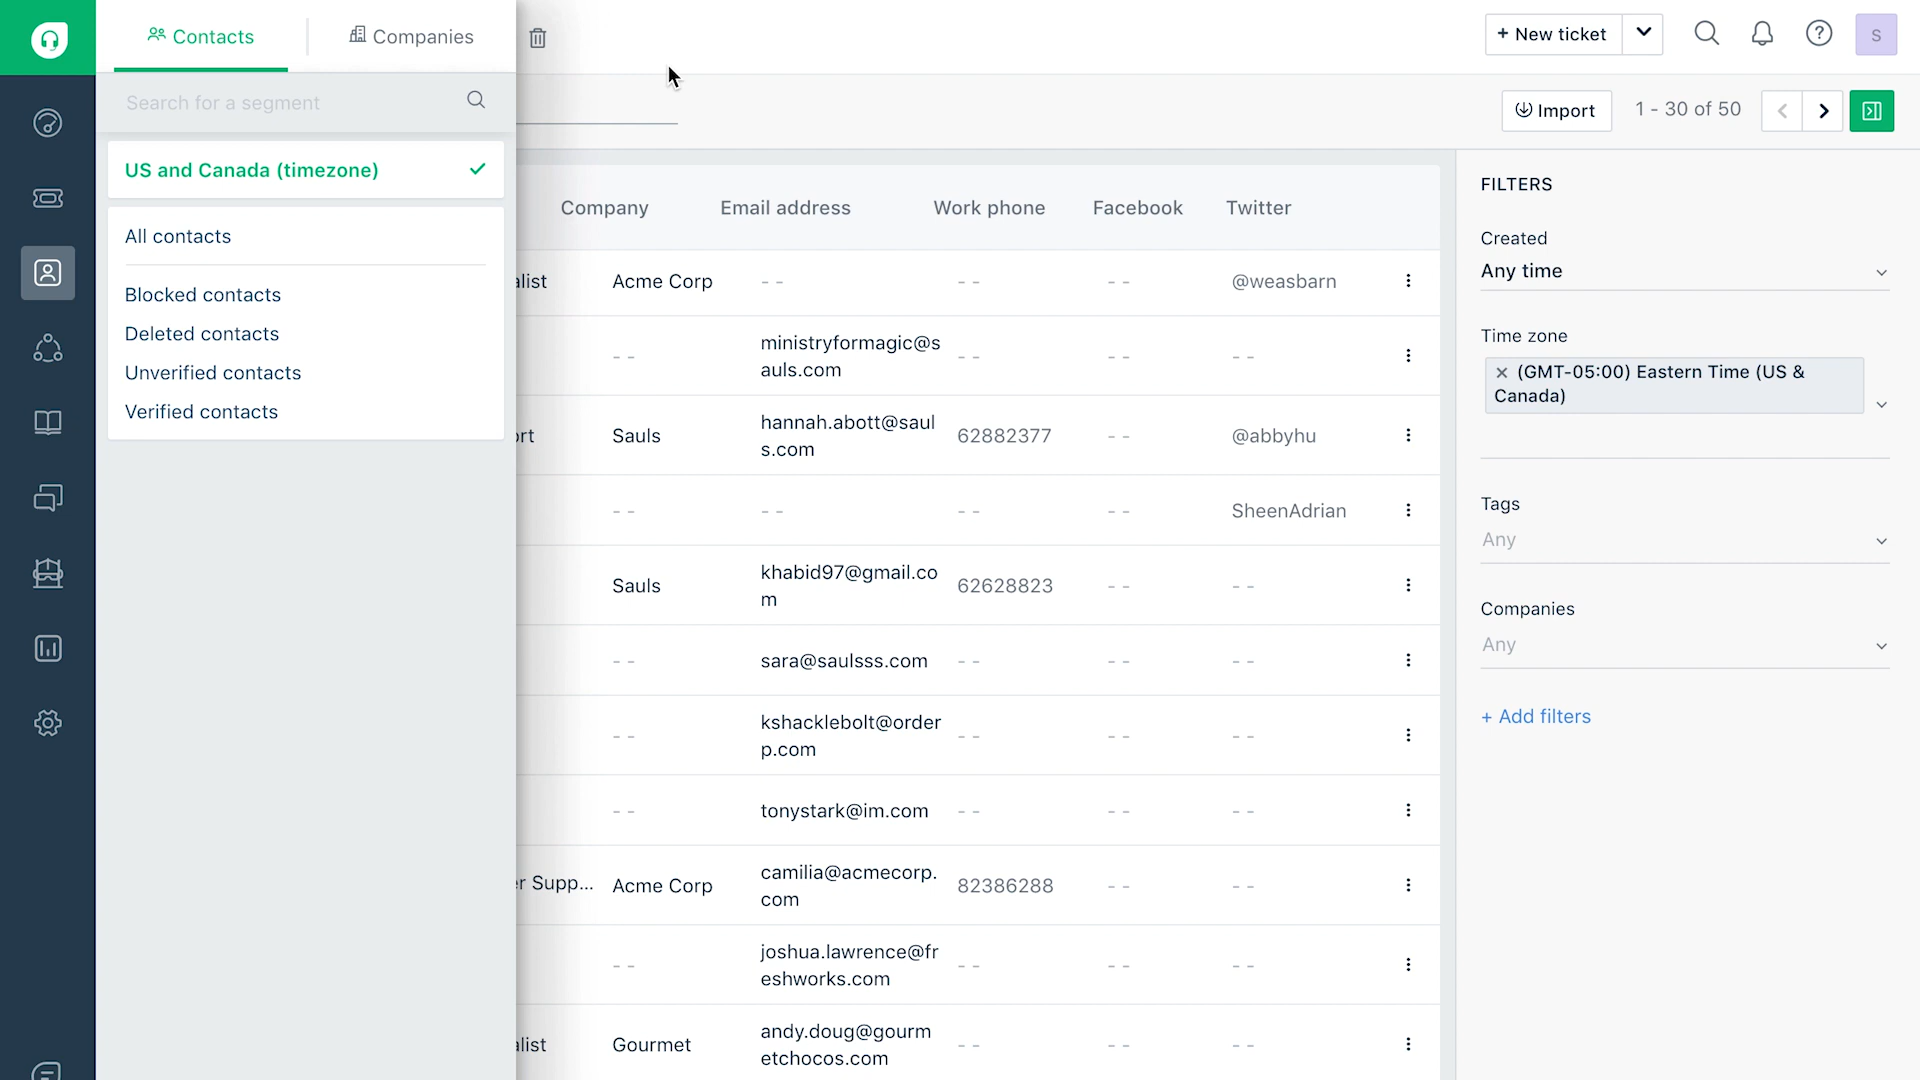 Contacts
Companies
+ New ticket
S
Search for a segment
Import
1 - 30 of 50
US and Canada (timezone)
All contacts
Blocked contacts
Deleted contacts
Unverified contacts
Verified contacts
Company Email address Work phone Facebook Twitter
alist Acme Corp - - - - - - @weasbarn
- - ministryformagic@s
auls.com - - - - - -
ort Sauls hannah.abott@saul
s.com 62882377 - - @abbyhu
- - - - - - - - SheenAdrian
Sauls khabid97@gmail.co
m 62628823 - - - -
- - sara@saulsss.com - - - - - -
- - kshacklebolt@order
p.com - - - - - -
- - tonystark@im.com - - - - - -
er Supp... Acme Corp camilia@acmecorp.
com 82386288 - - - -
- - joshua.lawrence@fr
eshworks.com - - - - - -
alist Gourmet andy.doug@gourm
etchocos.com - - - - - -
FILTERS
Created
Any time
Time zone
× (GMT-05:00) Eastern Time (US &
Canada)
Tags
Any
Companies
Any
+ Add filters